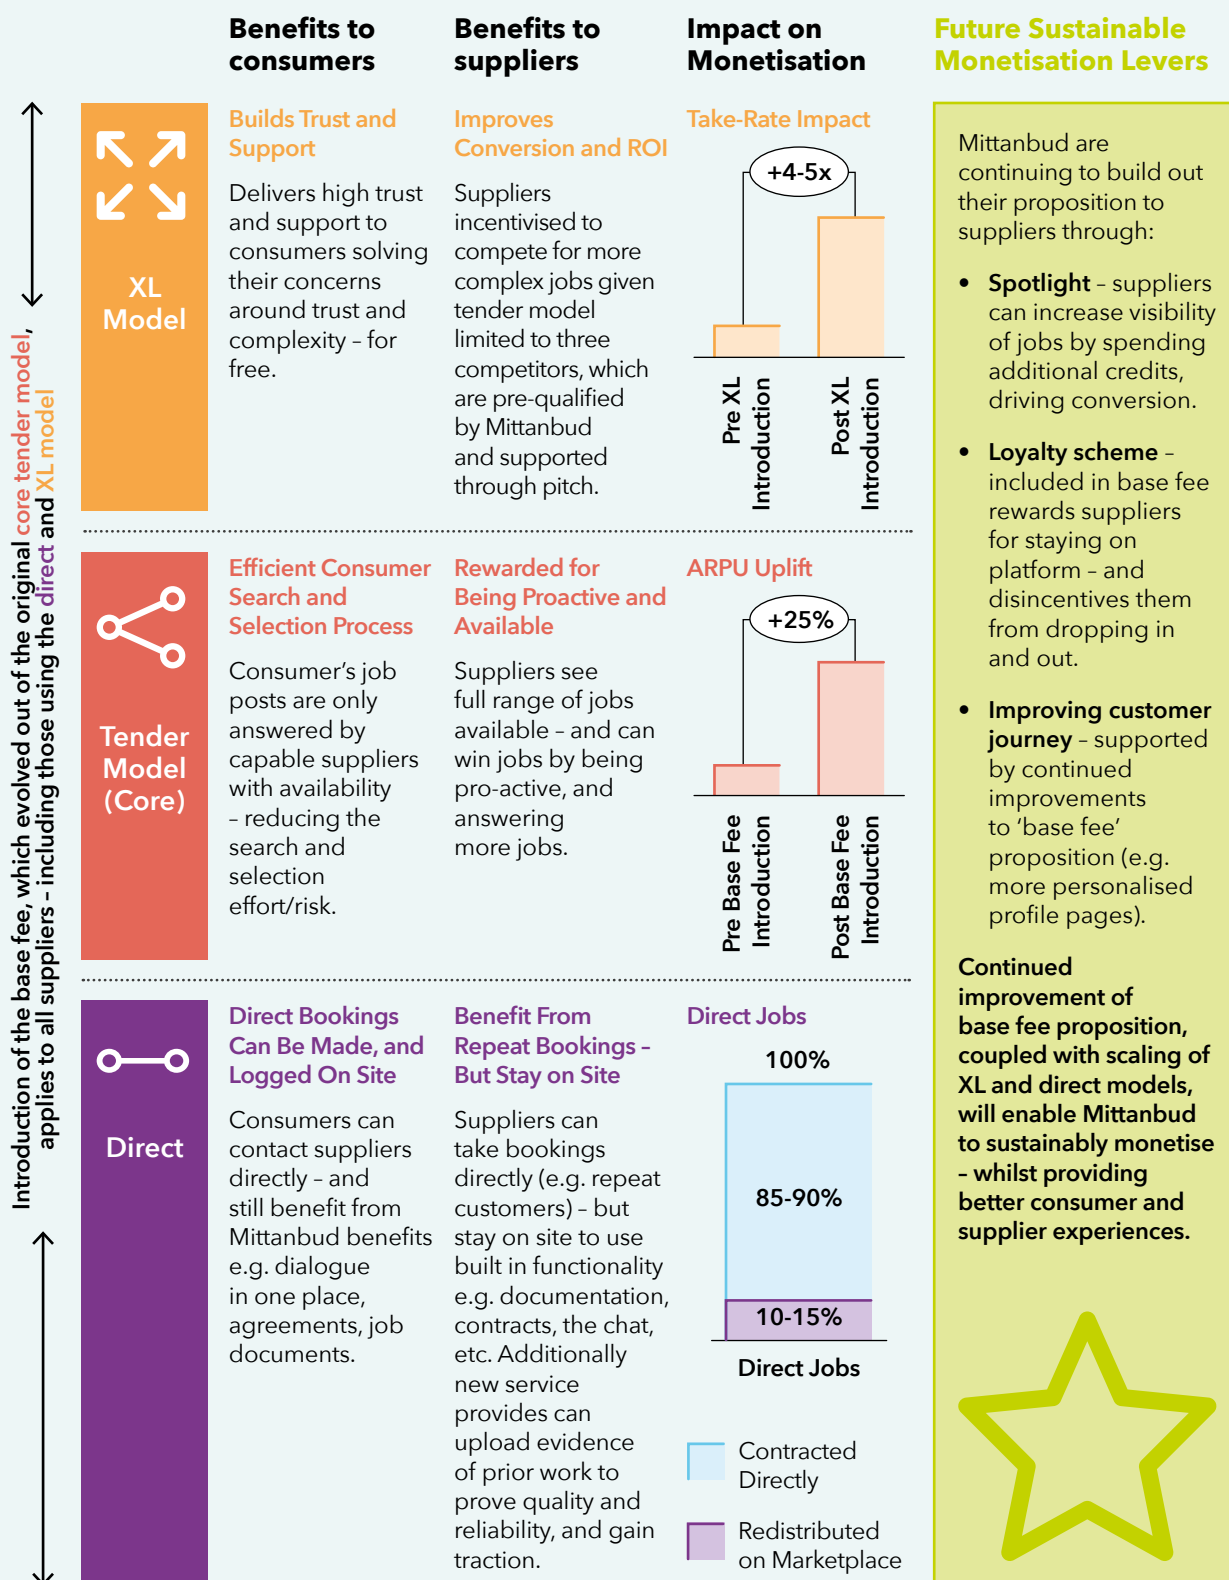 Benefits to
consumers
Benefits to
suppliers
Impact on
Monetisation
Future Sustainable
Monetisation Levers
Introduction of the base fee, which evolved out of the original core tender model,
applies to all suppliers – including those using the direct and XL model
XL
Model
Builds Trust and
Support
Delivers high trust
and support to
consumers solving
their concerns
around trust and
complexity – for
free.
Improves
Conversion and ROI
Suppliers
incentivised to
compete for more
complex jobs given
tender model
limited to three
competitors, which
are pre-qualified
by Mittanbud
and supported
through pitch.
Take-Rate Impact
+4-5x
Pre XL
Introduction
Post XL
Introduction
Tender
Model
(Core)
Efficient Consumer
Search and
Selection Process
Consumer’s job
posts are only
answered by
capable suppliers
with availability
– reducing the
search and
selection
effort/risk.
Rewarded for
Being Proactive and
Available
Suppliers see
full range of jobs
available – and can
win jobs by being
pro-active, and
answering
more jobs.
ARPU Uplift
+25%
Pre Base Fee
Introduction
Post Base Fee
Introduction
Direct
Direct Bookings
Can Be Made, and
Logged On Site
Consumers can
contact suppliers
directly – and
still benefit from
Mittanbud benefits
e.g. dialogue
in one place,
agreements, job
documents.
Benefit From
Repeat Bookings –
But Stay on Site
Suppliers can
take bookings
directly (e.g. repeat
customers) – but
stay on site to use
built in functionality
e.g. documentation,
contracts, the chat,
etc. Additionally
new service
provides can
upload evidence
of prior work to
prove quality and
reliability, and gain
traction.
Direct Jobs
100%
85-90%
10-15%
Direct Jobs
Contracted
Directly
Redistributed
on Marketplace
Mittanbud are
continuing to build out
their proposition to
suppliers through:
• Spotlight – suppliers
can increase visibility
of jobs by spending
additional credits,
driving conversion.
• Loyalty scheme –
included in base fee
rewards suppliers
for staying on
platform – and
disincentives them
from dropping in
and out.
• Improving customer
journey – supported
by continued
improvements
to ‘base fee’
proposition (e.g.
more personalised
profile pages).
Continued
improvement of
base fee proposition,
coupled with scaling of
XL and direct models,
will enable Mittanbud
to sustainably monetise
– whilst providing
better consumer and
supplier experiences.